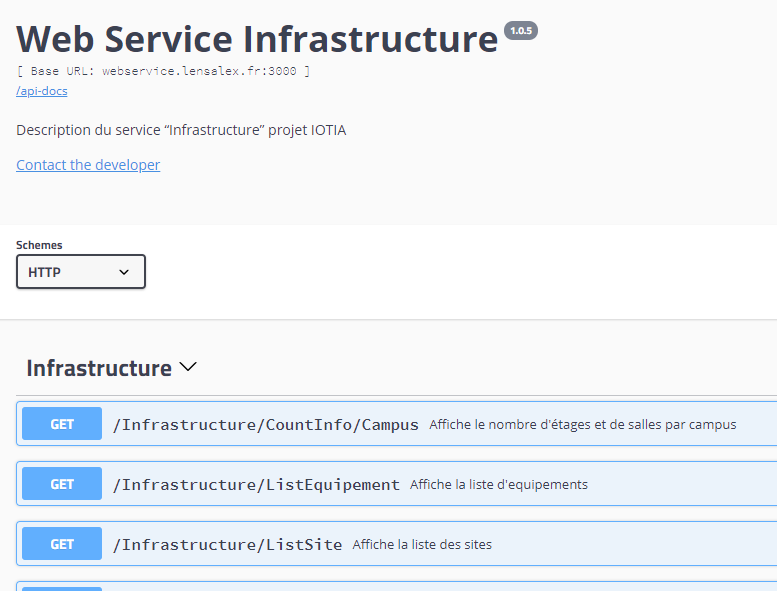 Web Service Infrastructure 1.0.5
[ Base URL: webservice.lensalex.fr:3000 ]
/api-docs
Description du service “Infrastructure” projet IOTIA
Contact the developer
Schemes
HTTP
Infrastructure
GET /Infrastructure/CountInfo/Campus Affiche le nombre d'étages et de salles par campus
GET /Infrastructure/ListEquipement Affiche la liste d'equipements
GET /Infrastructure/ListSite Affiche la liste des sites